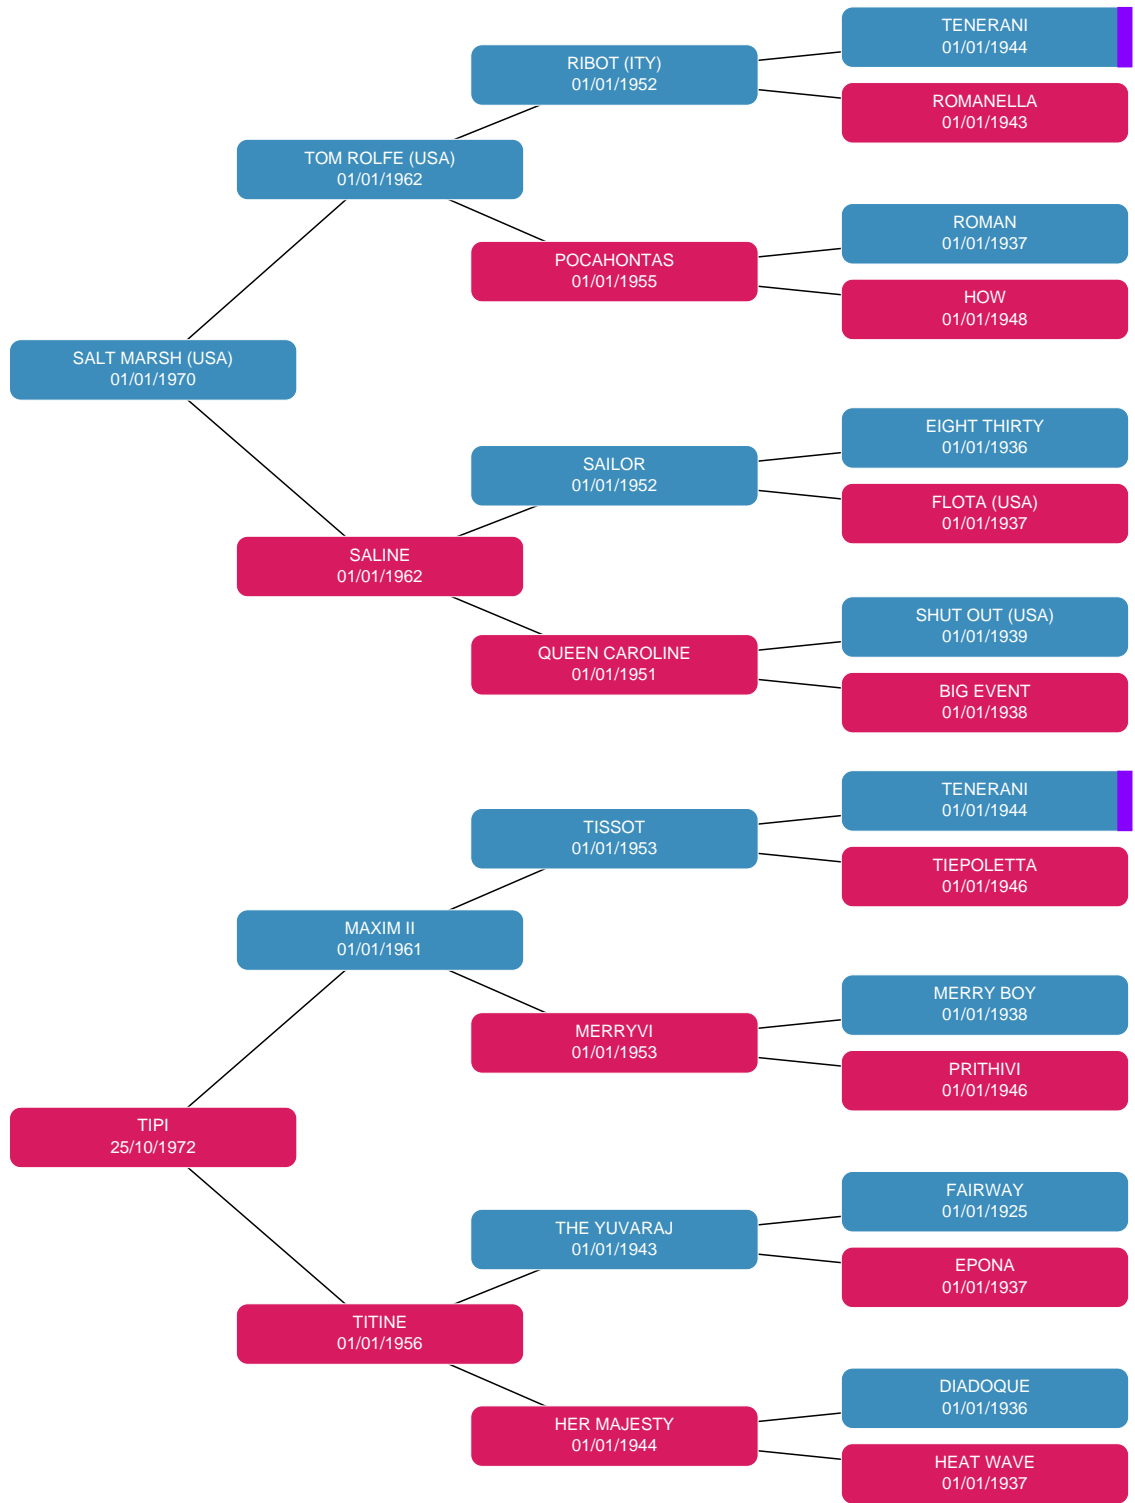 TENERANI
01/01/1944
RIBOT (ITY)
01/01/1952
ROMANELLA
01/01/1943
TOM ROLFE (USA)
01/01/1962
ROMAN
01/01/1937
POCAHONTAS
01/01/1955
HOW
01/01/1948
SALT MARSH (USA)
01/01/1970
EIGHT THIRTY
01/01/1936
SAILOR
01/01/1952
FLOTA (USA)
01/01/1937
SALINE
01/01/1962
SHUT OUT (USA)
01/01/1939
QUEEN CAROLINE
01/01/1951
BIG EVENT
01/01/1938
TENERANI
01/01/1944
TISSOT
01/01/1953
TIEPOLETTA
01/01/1946
MAXIM II
01/01/1961
MERRY BOY
01/01/1938
MERRYVI
01/01/1953
PRITHIVI
01/01/1946
TIPI
25/10/1972
FAIRWAY
01/01/1925
THE YUVARAJ
01/01/1943
EPONA
01/01/1937
TITINE
01/01/1956
DIADOQUE
01/01/1936
HER MAJESTY
01/01/1944
HEAT WAVE
01/01/1937